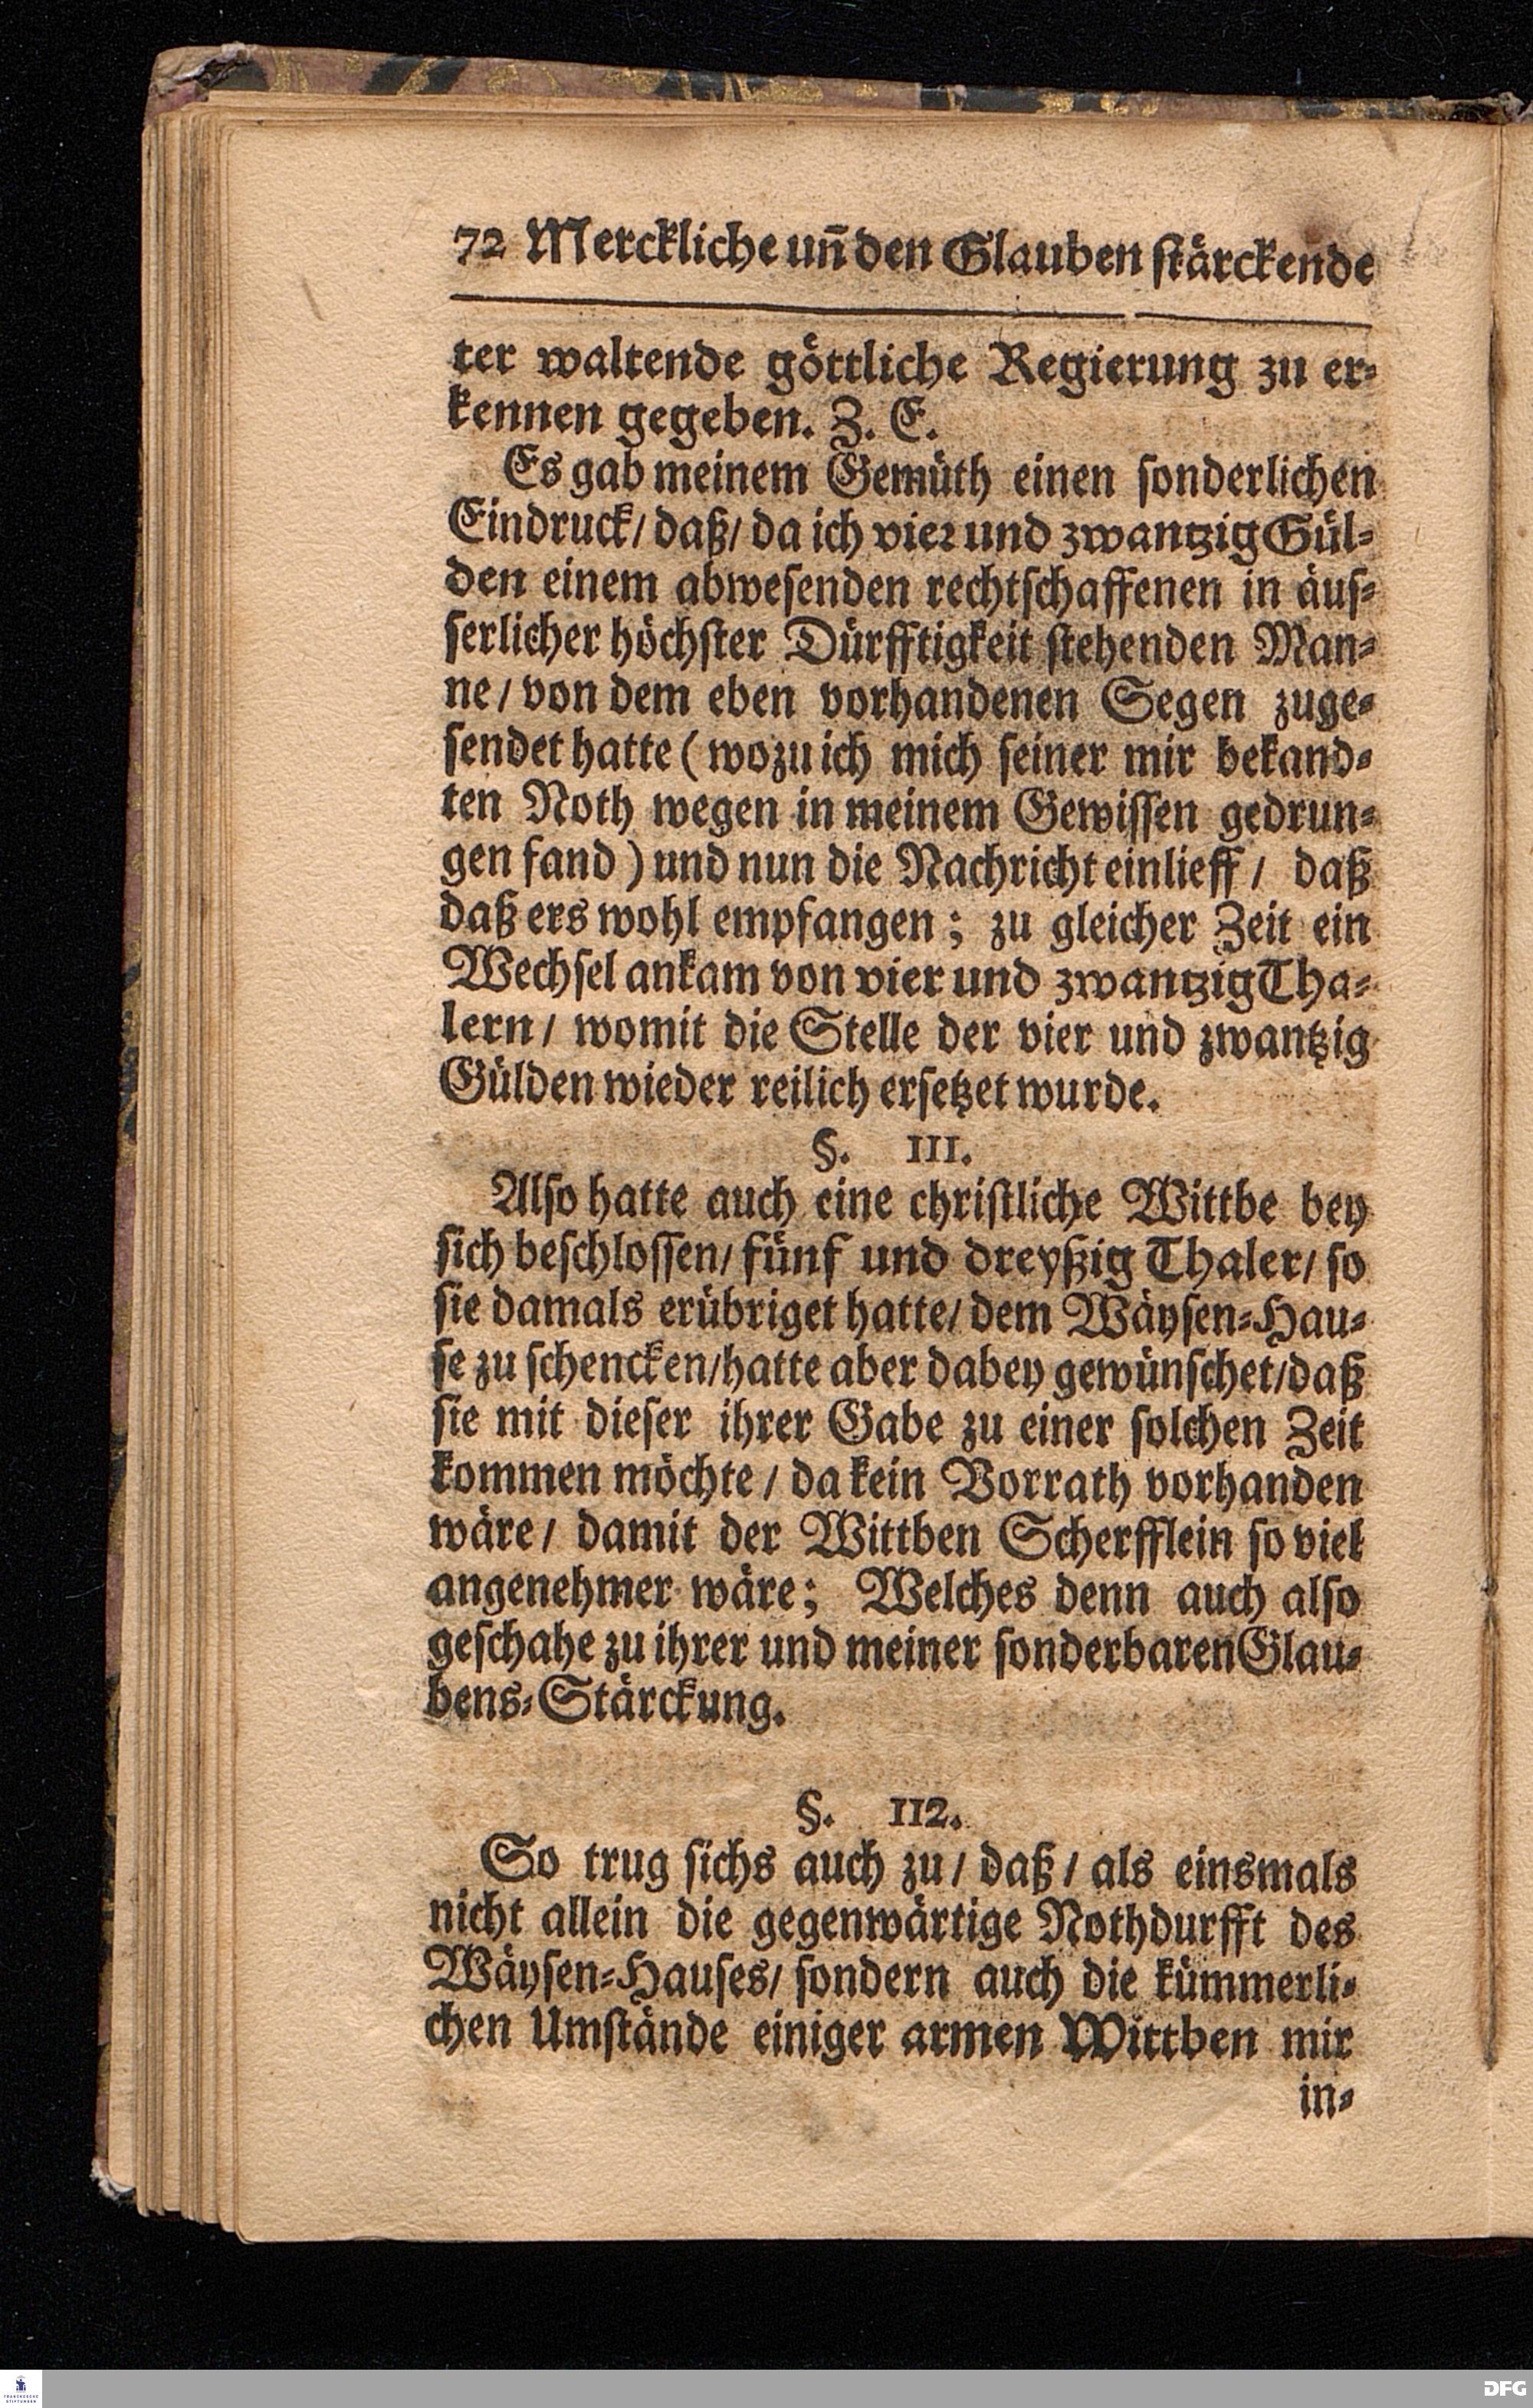 72 Merckliche uñ den Glauben stärckende
ter waltende göttliche Regierung zu er-
kennen gegeben. Z. E.
Es gab meinem Gemüth einen sonderlichen
Eindruck/ daß/ da ich vier und zwantzig Gül-
den einem abwesenden rechtschaffenen in äus-
serlicher höchster Dürfftigkeit stehenden Man-
ne/ von dem eben vorhandenen Segen zuge-
sendet hatte (wozu ich mich seiner mir bekand-
ten Noth wegen in meinem Gewissen gedrun-
gen fand) und nun die Nachricht einlieff/ daß
daß ers wohl empfangen; zu gleicher Zeit ein
Wechsel ankam von vier und zwantzig Tha-
lern/ womit die Stelle der vier und zwantzig
Gülden wieder reilich ersetzet wurde.
§. 111.
Also hatte auch eine christliche Wittbe bey
sich beschlossen/ fünf und dreyßig Thaler/ so
sie damals erübriget hatte/ dem Wäysen-Hau-
se zu schencken/ hatte aber dabey gewünschet/ daß
sie mit dieser ihrer Gabe zu einer solchen Zeit
kommen möchte/ da kein Vorrath vorhanden
wäre/ damit der Wittben Scherfflein so viel
angenehmer wäre; Welches denn auch also
geschahe zu ihrer und meiner sonderbaren Glau-
bens-Stärckung.
§. 112.
So trug sichs auch zu/ daß/ als einsmals
nicht allein die gegenwärtige Nothdurfft des
Wäysen-Hauses/ sondern auch die kümmerli-
chen Umstände einiger armen Wittben mir
in-
FRANCKESCHE
STIFTUNGEN
DFG